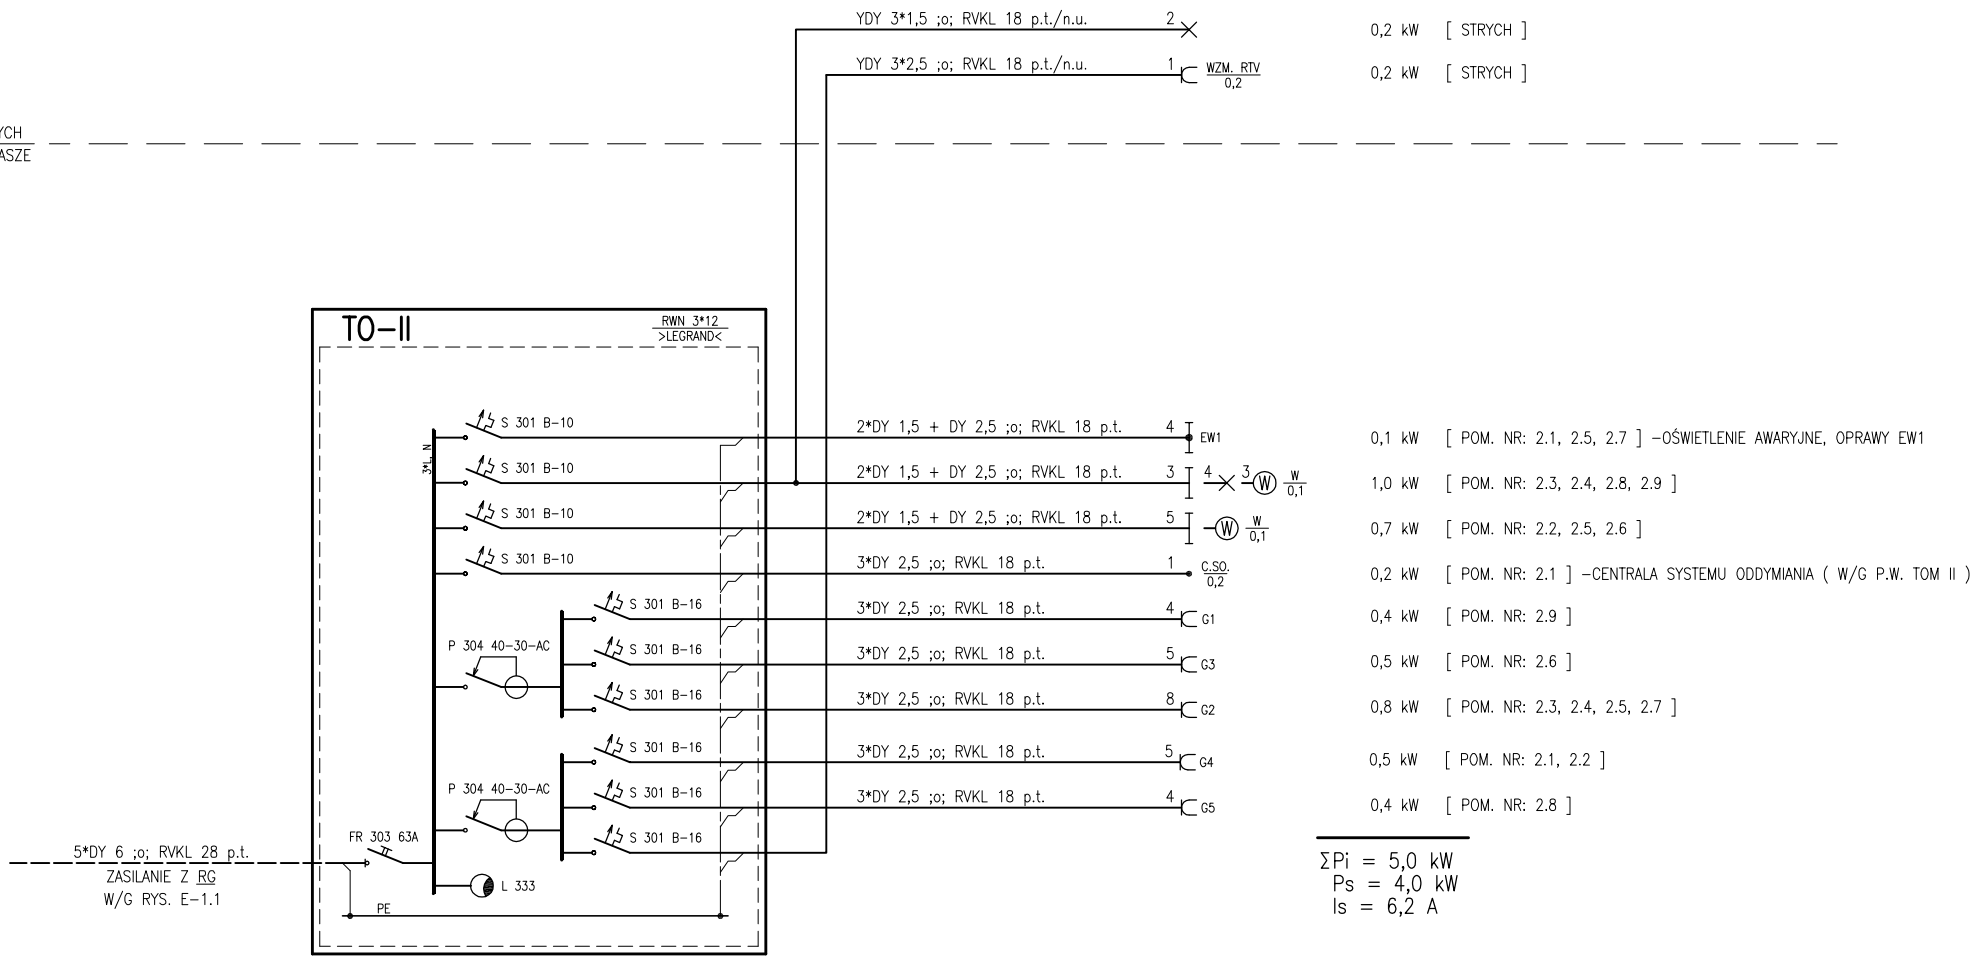 YDY 3*1,5 ;o; RVKL 18 p.t./n.u. 2 0,2 kW [ STRYCH ]
YDY 3*2,5 ;o; RVKL 18 p.t./n.u. 1 WZM. RTV 0,2 kW [ STRYCH ]
0,2
TO-II
RWN 3*12
>LEGRAND<
3*L, N
S 301 B-10 2*DY 1,5 + DY 2,5 ;o; RVKL 18 p.t. 4 EW1 0,1 kW [ POM. NR: 2.1, 2.5, 2.7 ] -OŚWIETLENIE AWARYJNE, OPRAWY EW1
S 301 B-10 2*DY 1,5 + DY 2,5 ;o; RVKL 18 p.t. 3 4 3 W W 1,0 kW [ POM. NR: 2.3, 2.4, 2.8, 2.9 ]
0,1
S 301 B-10 2*DY 1,5 + DY 2,5 ;o; RVKL 18 p.t. 5 W W 0,7 kW [ POM. NR: 2.2, 2.5, 2.6 ]
0,1
S 301 B-10 3*DY 2,5 ;o; RVKL 18 p.t. 1 C.SO. 0,2 kW [ POM. NR: 2.1 ] -CENTRALA SYSTEMU ODDYMIANIA ( W/G P.W. TOM II )
0,2
S 301 B-16 3*DY 2,5 ;o; RVKL 18 p.t. 4 G1 0,4 kW [ POM. NR: 2.9 ]
P 304 40-30-AC
S 301 B-16 3*DY 2,5 ;o; RVKL 18 p.t. 5 G3 0,5 kW [ POM. NR: 2.6 ]
S 301 B-16 3*DY 2,5 ;o; RVKL 18 p.t. 8 G2 0,8 kW [ POM. NR: 2.3, 2.4, 2.5, 2.7 ]
S 301 B-16 3*DY 2,5 ;o; RVKL 18 p.t. 5 G4 0,5 kW [ POM. NR: 2.1, 2.2 ]
P 304 40-30-AC
S 301 B-16 3*DY 2,5 ;o; RVKL 18 p.t. 4 G5 0,4 kW [ POM. NR: 2.8 ]
S 301 B-16
FR 303 63A
5*DY 6 ;o; RVKL 28 p.t.
ZASILANIE Z RG
W/G RYS. E-1.1
L 333
PE
ΣPi = 5,0 kW
Ps = 4,0 kW
Is = 6,2 A